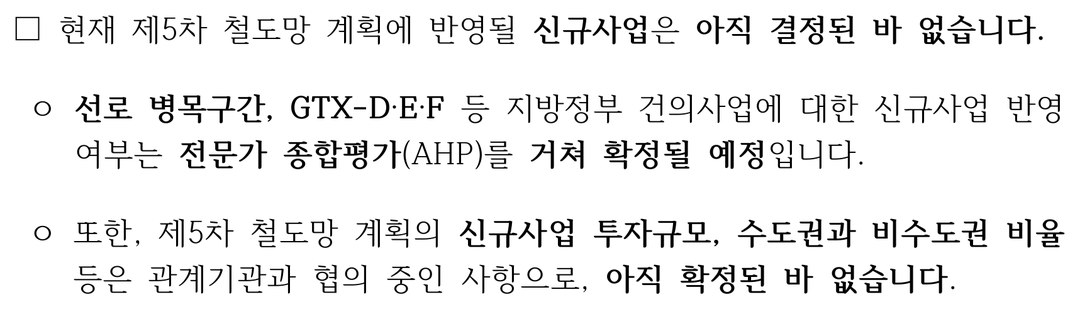 □ 현재 제5차 철도망 계획에 반영될 신규사업은 아직 결정된 바 없습니다.
ㅇ 선로 병목구간, GTX-D·E·F 등 지방정부 건의사업에 대한 신규사업 반영
여부는 전문가 종합평가(AHP)를 거쳐 확정될 예정입니다.
ㅇ 또한, 제5차 철도망 계획의 신규사업 투자규모, 수도권과 비수도권 비율
등은 관계기관과 협의 중인 사항으로, 아직 확정된 바 없습니다.